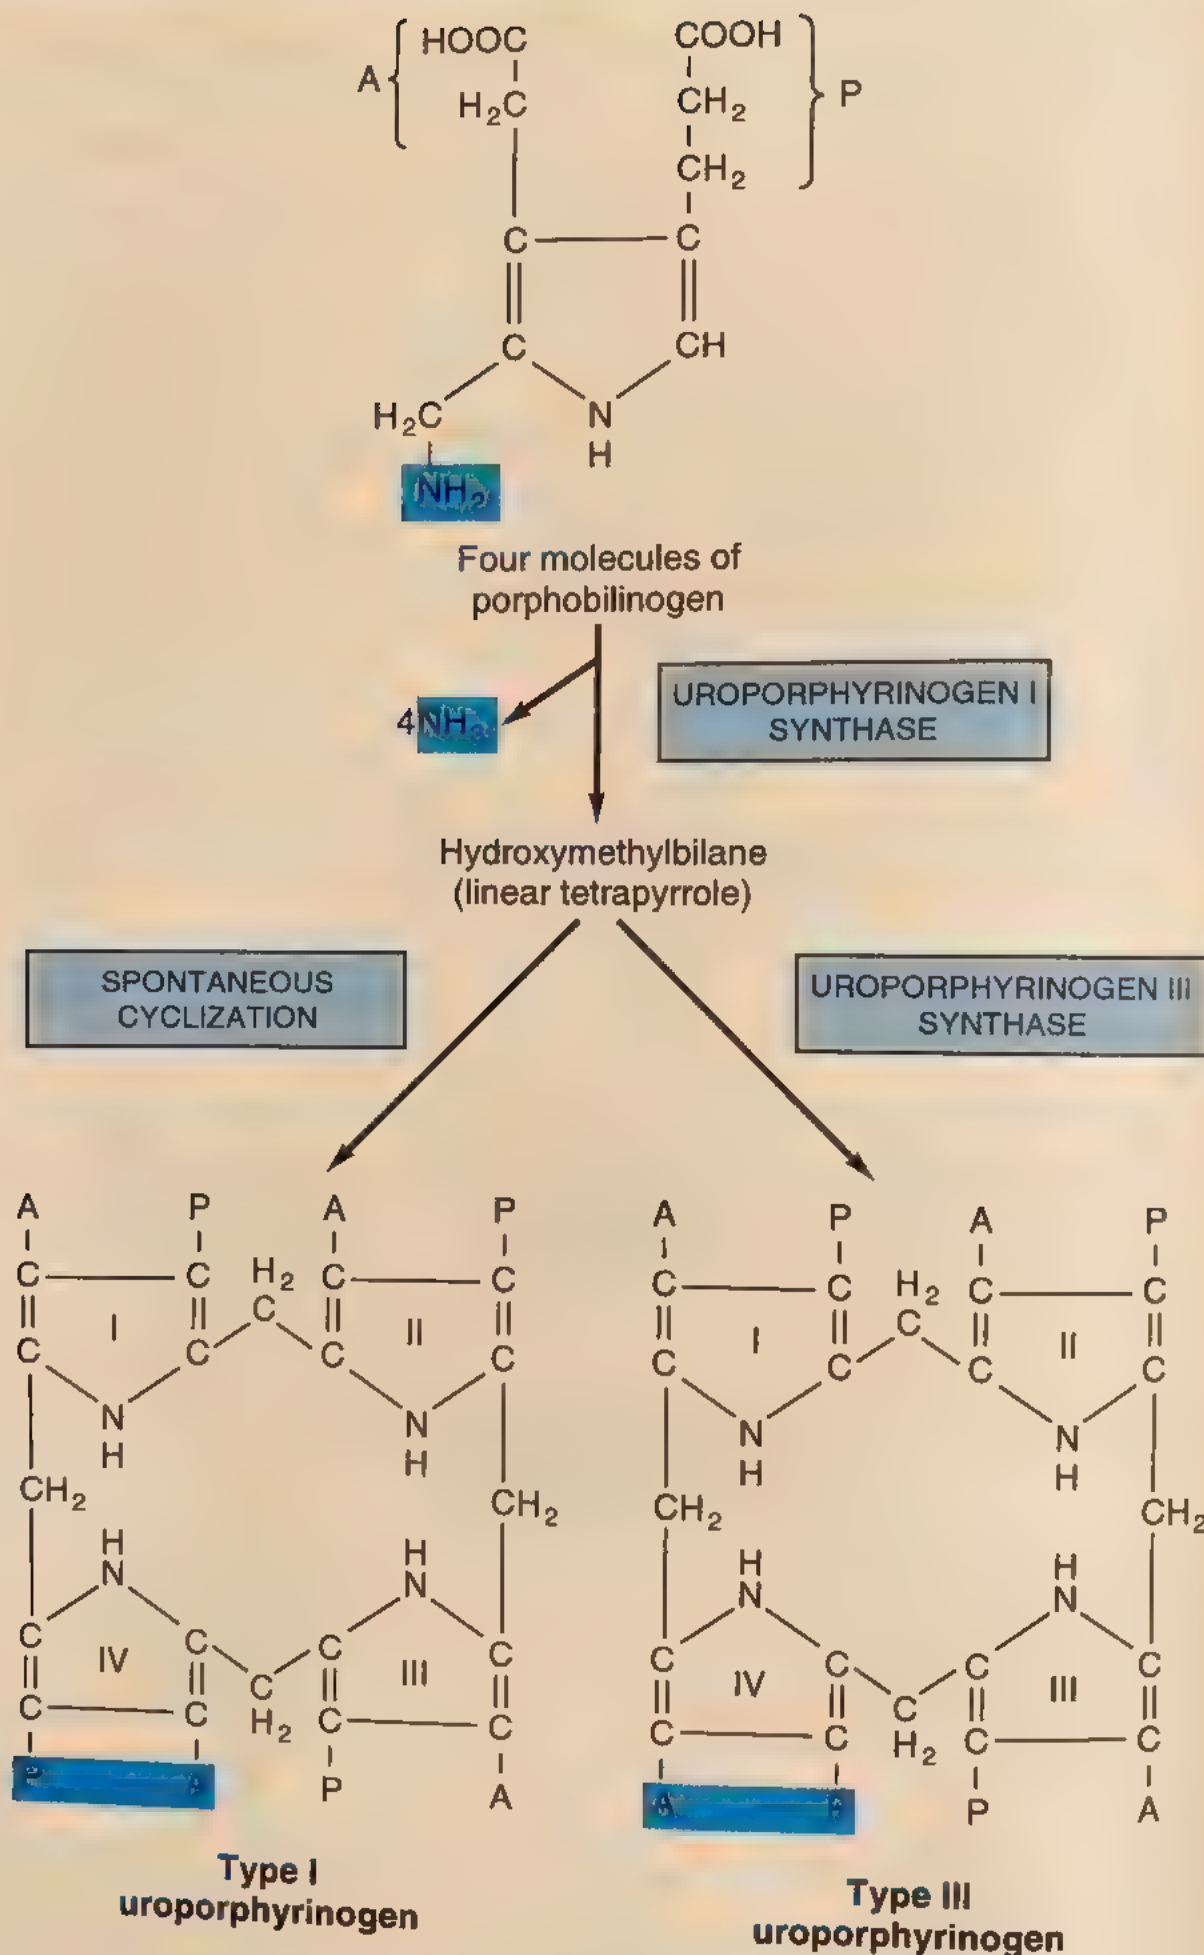 HOOC COOH
A P
H₂C CH₂
CH₂
C C
C CH
H₂C N
H
NH₂
Four molecules of
porphobilinogen
UROPORPHYRINOGEN I
SYNTHASE
4NH₃
Hydroxymethylbilane
(linear tetrapyrrole)
SPONTANEOUS
CYCLIZATION
UROPORPHYRINOGEN III
SYNTHASE
A P A P
C C H₂ C C
I C II
C C C C
N N
H H
CH₂ CH₂
H H
N N
C C C C
IV C III
C C H₂ C C
P A P A
Type I
uroporphyrinogen
A P A P
C C H₂ C C
I C II
C C C C
N N
H H
CH₂ CH₂
H H
N N
C C C C
IV C III
C C H₂ C C
A P P A
Type III
uroporphyrinogen